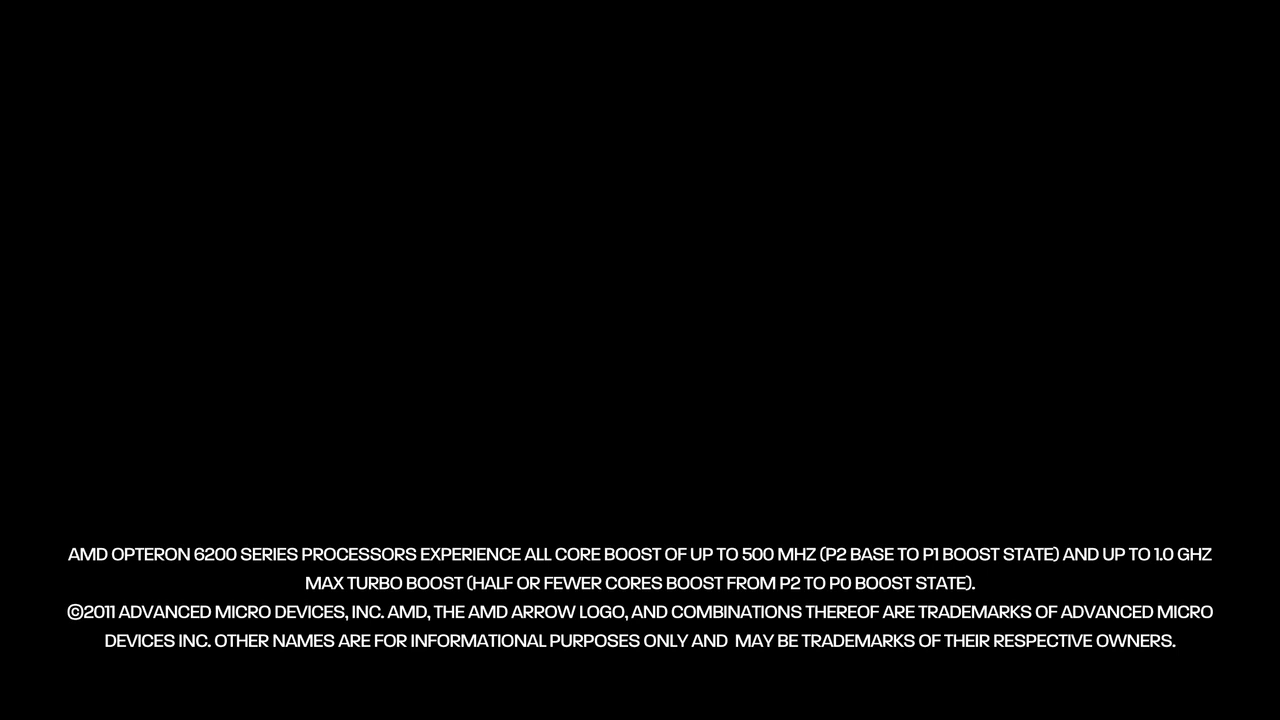 AMD OPTERON 6200 SERIES PROCESSORS EXPERIENCE ALL CORE BOOST OF UP TO 500 MHZ (P2 BASE TO P1 BOOST STATE) AND UP TO 1.0 GHZ
MAX TURBO BOOST (HALF OR FEWER CORES BOOST FROM P2 TO P0 BOOST STATE).
©2011 ADVANCED MICRO DEVICES, INC. AMD, THE AMD ARROW LOGO, AND COMBINATIONS THEREOF ARE TRADEMARKS OF ADVANCED MICRO
DEVICES INC. OTHER NAMES ARE FOR INFORMATIONAL PURPOSES ONLY AND  MAY BE TRADEMARKS OF THEIR RESPECTIVE OWNERS.